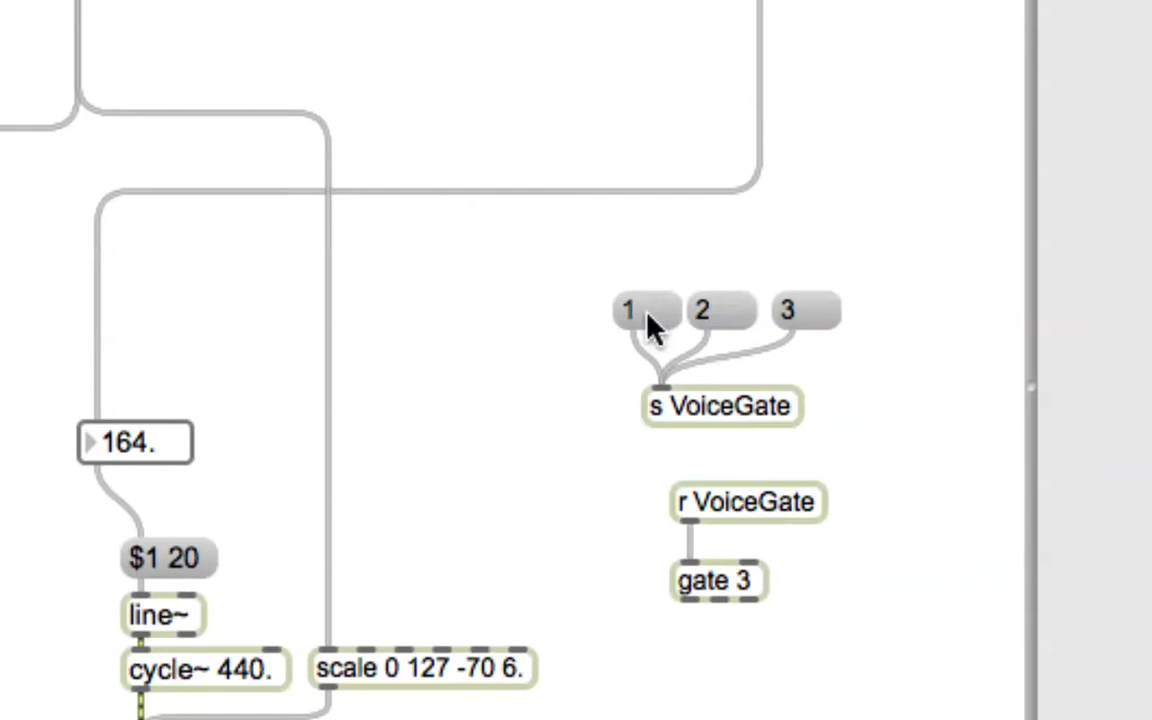 1 2 3
s VoiceGate
164.
r VoiceGate
$1 20
gate 3
line~
cycle~ 440. scale 0 127 -70 6.